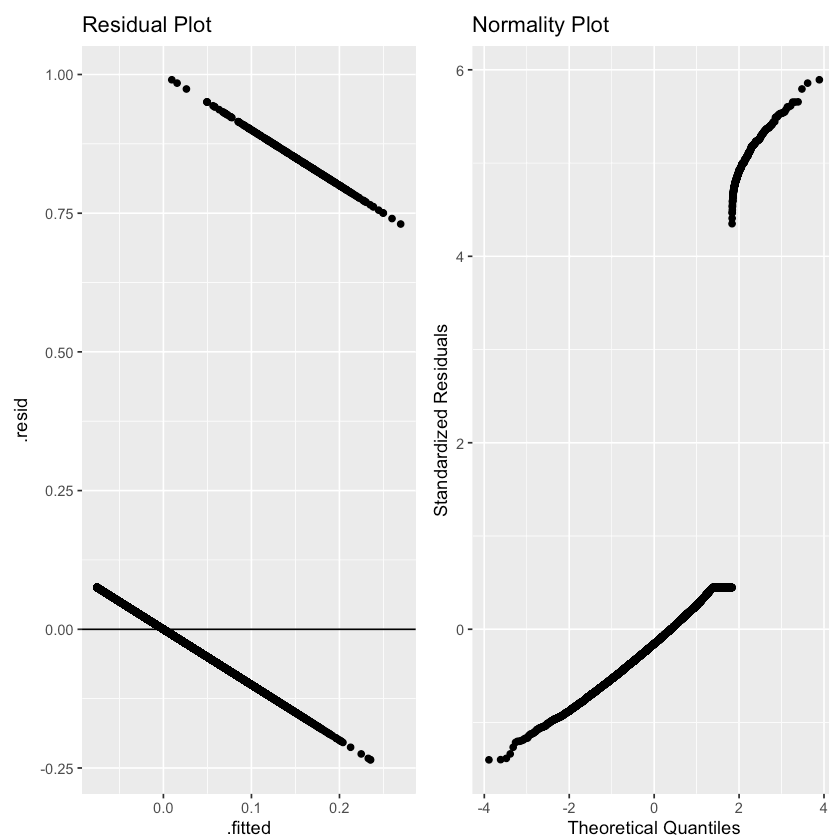 Residual Plot
1.00
0.75
0.50
0.25
0.00
-0.25
.resid
0.0 0.1 0.2
.fitted
Normality Plot
6
4
2
0
Standardized Residuals
-4 -2 0 2 4
Theoretical Quantiles